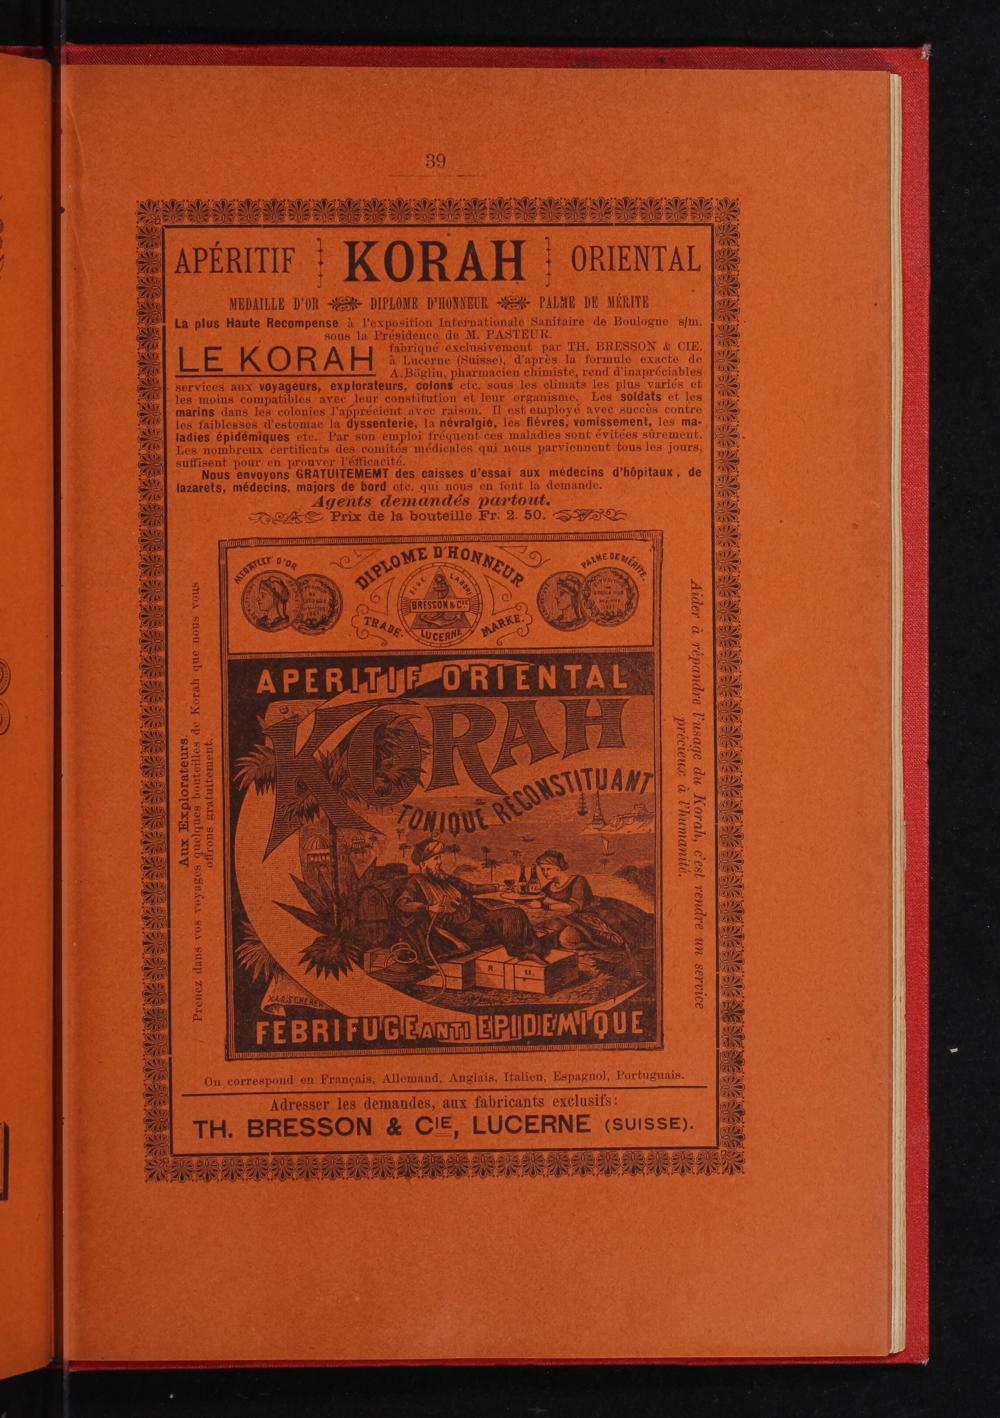 39
APÉRITIF KORAH ORIENTAL
MEDAILLE D'OR DIPLOME D'HONNEUR PALME DE MÉRITE
La plus Haute Recompense à l'exposition Internationale Sanitaire de Boulogne s/m.
sous la Présidence de M. PASTEUR.
LE KORAH fabriqué exclusivement par TH. BRESSON & CIE.
à Lucerne (Suisse), d'après la formule exacte de
A. Böglin, pharmacien chimiste, rend d'inapréciables
services aux voyageurs, explorateurs, colons etc. sous les climats les plus variés et
les moins compatibles avec leur constitution et leur organisme. Les soldats et les
marins dans les colonies l'apprécient avec raison. Il est employé avec succès contre
les faiblesses d'estomac la dyssenterie, la névralgie, les fièvres, vomissement, les ma-
ladies épidémiques etc. Par son emploi fréquent ces maladies sont évitées sûrement.
Les nombreux certificats des comités médicales qui nous parviennent tous les jours,
suffisent pour en prouver l'éfficacité.
Nous envoyons GRATUITEMEMT des caisses d'essai aux médecins d'hôpitaux, de
lazarets, médecins, majors de bord etc. qui nous en font la demande.
Agents demandés partout.
Prix de la bouteille Fr. 2. 50.
Aux Explorateurs.
Prenez dans vos voyages quelques bouteilles de Korah que nous vous
offrons gratuitement.
MEDAILLE D'OR
DIPLOME D'HONNEUR
PALME DE MÉRITE.
BRESSON & CIE
LUCERNE
TRADE- MARKE.
APERITIF ORIENTAL
KORAH
TONIQUE RECONSTITUANT
FEBRIFUGE ANTI EPIDEMIQUE
Aider à répandre l'usage du Korah, c'est rendre un service
précieux à l'humanité.
On correspond en Français, Allemand, Anglais, Italien, Espagnol, Portugnais.
Adresser les demandes, aux fabricants exclusifs:
TH. BRESSON & CIE, LUCERNE (SUISSE).